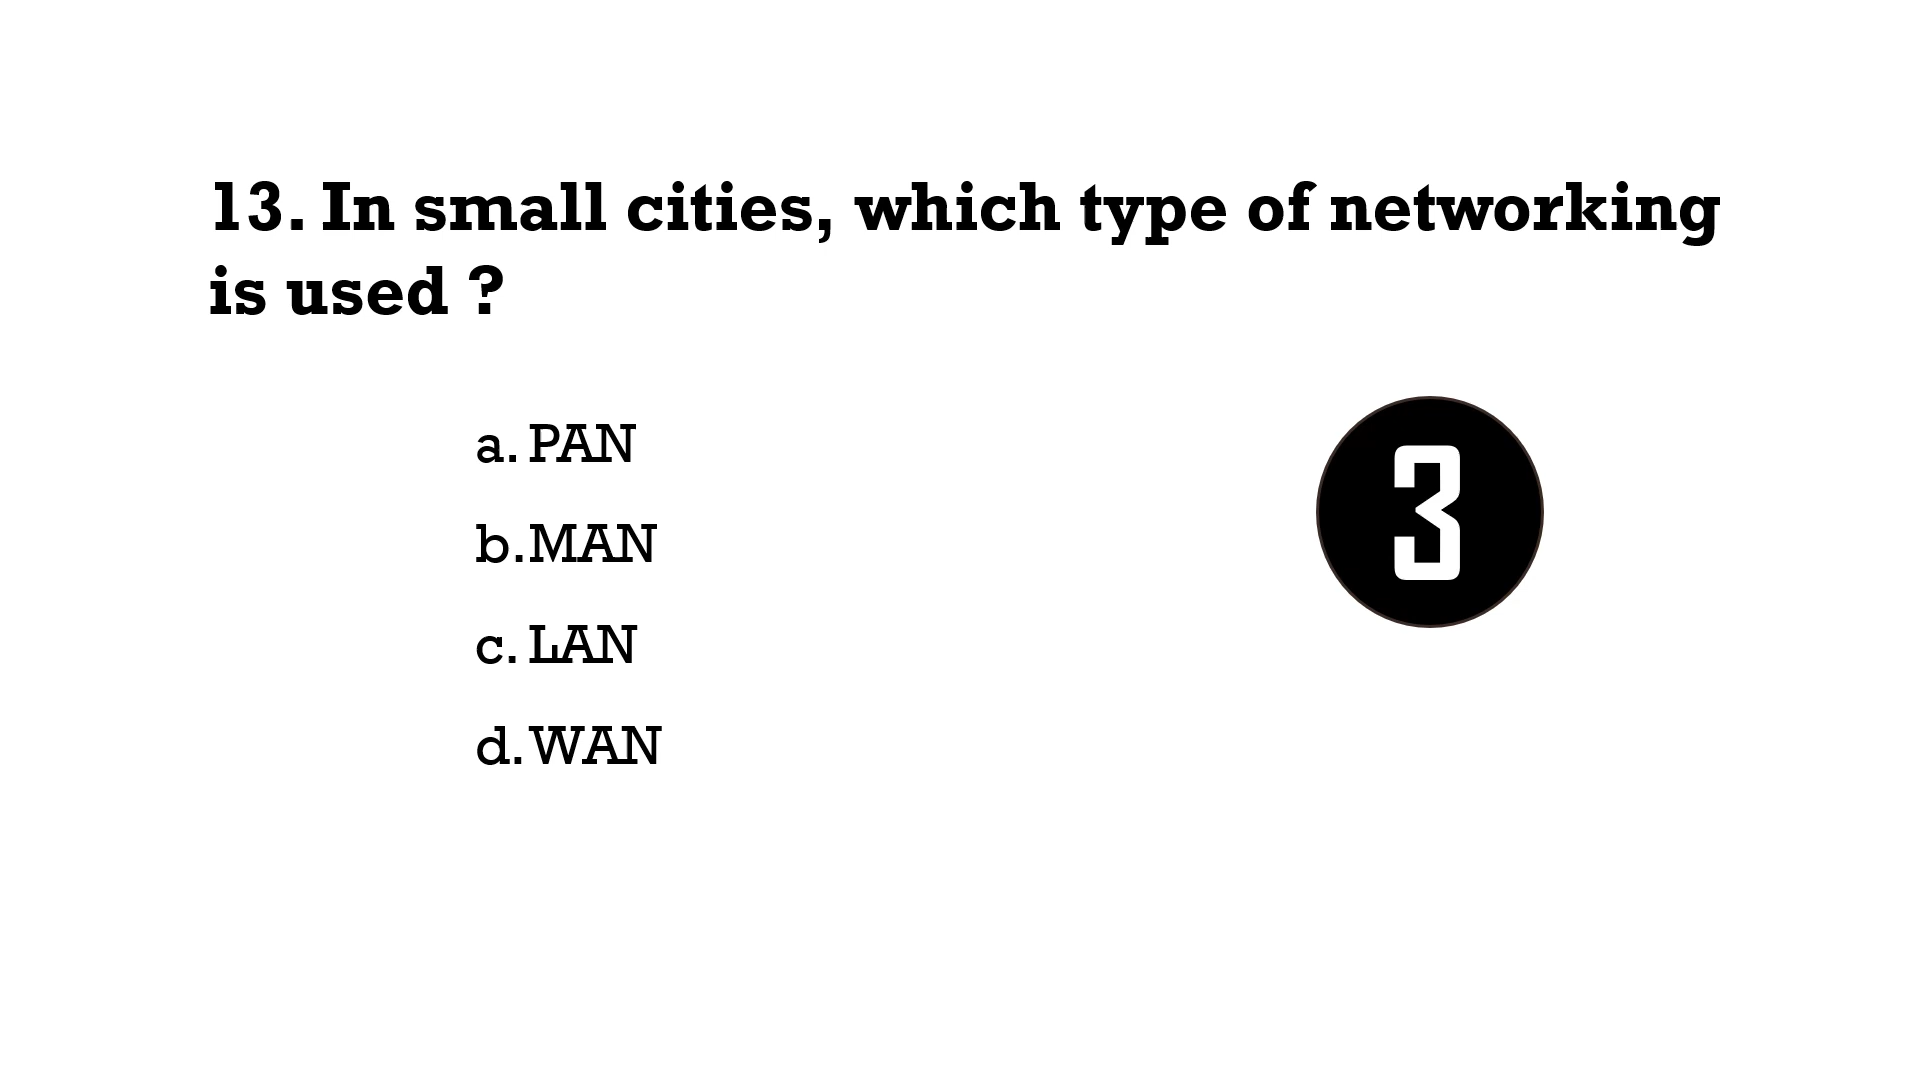 13. In small cities, which type of networking
is used ?
a. PAN
3
b. MAN
c. LAN
d. WAN